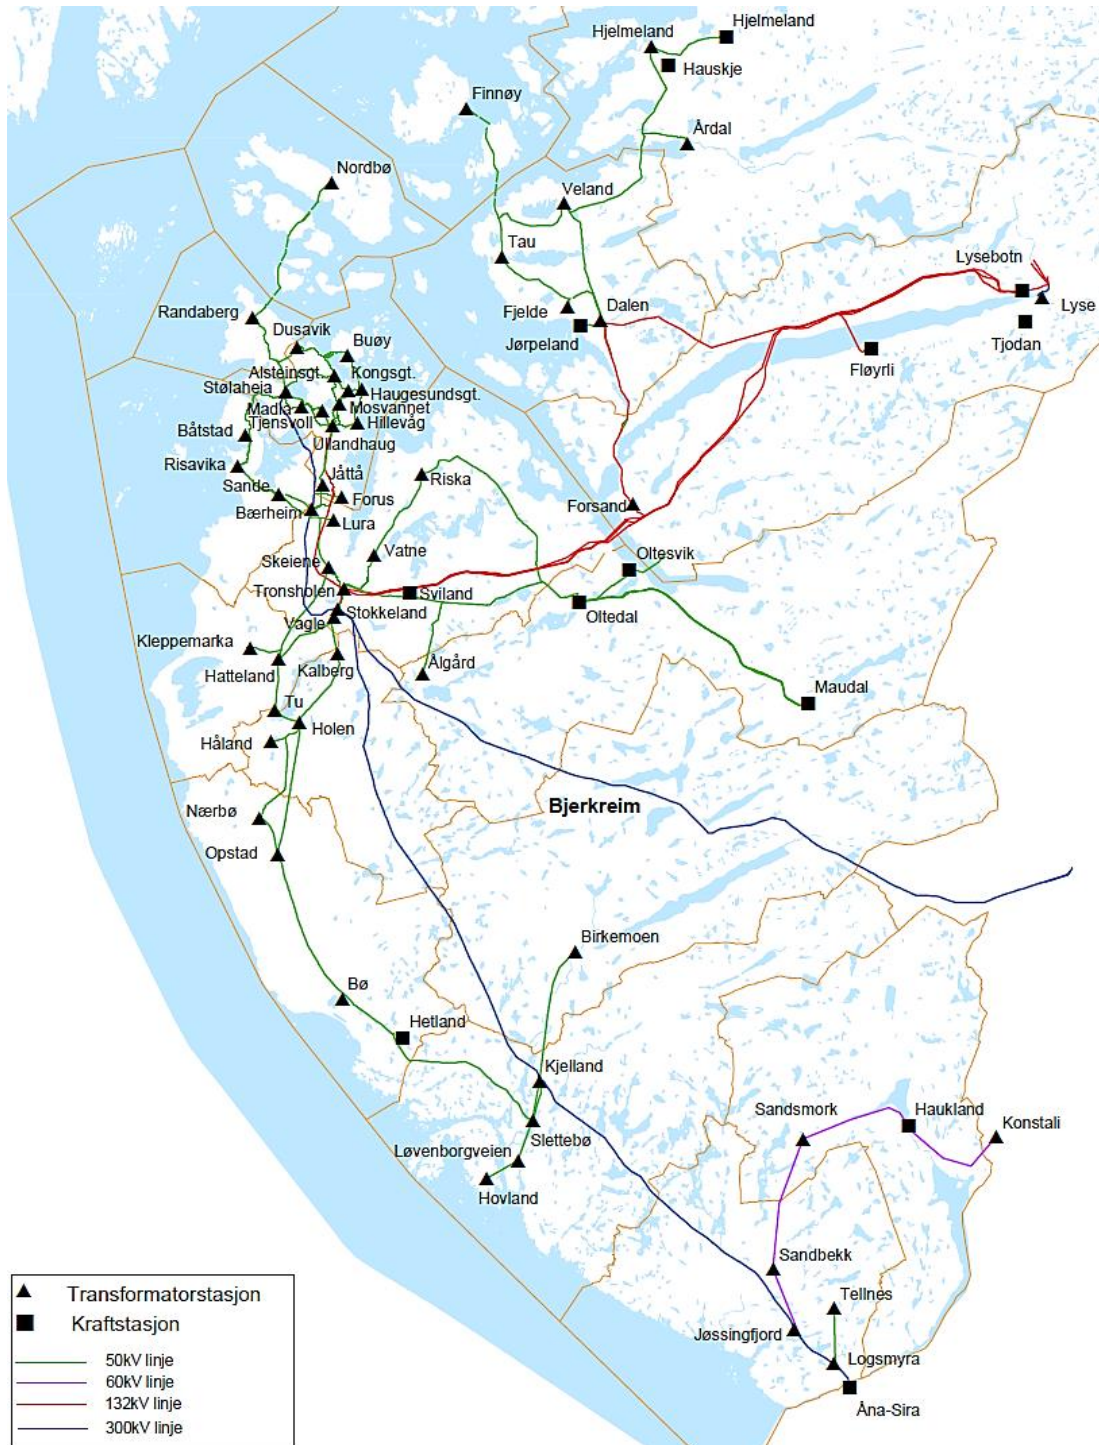 Hjelmeland
Hjelmeland
Hauskje
Finnøy
Årdal
Nordbø
Veland
Tau
Lysebotn
Randaberg
Fjelde
Dalen
Lyse
Dusavik
Jørpeland
Tjodan
Buøy
Fløyrli
Alsteinsgt.
Kongsgt.
Stølaheia
Haugesundsgt.
Madla
Mosvannet
Tjensvoll
Hillevåg
Båtstad
Ullandhaug
Risavika
Jåttå
Riska
Sande
Forus
Forsand
Bærheim
Lura
Vatne
Oltesvik
Skeiene
Tronsholen
Sviland
Stokkeland
Oltedal
Vagle
Kleppemarka
Kalberg
Ålgård
Hatteland
Maudal
Tu
Holen
Håland
Bjerkreim
Nærbø
Opstad
Birkemoen
Bø
Hetland
Kjelland
Sandsmork
Haukland
Konstali
Slettebø
Løvenborgveien
Hovland
Sandbekk
Tellnes
Jøssingfjord
Logsmyra
Åna-Sira
Transformatorstasjon
Kraftstasjon
50kV linje
60kV linje
132kV linje
300kV linje